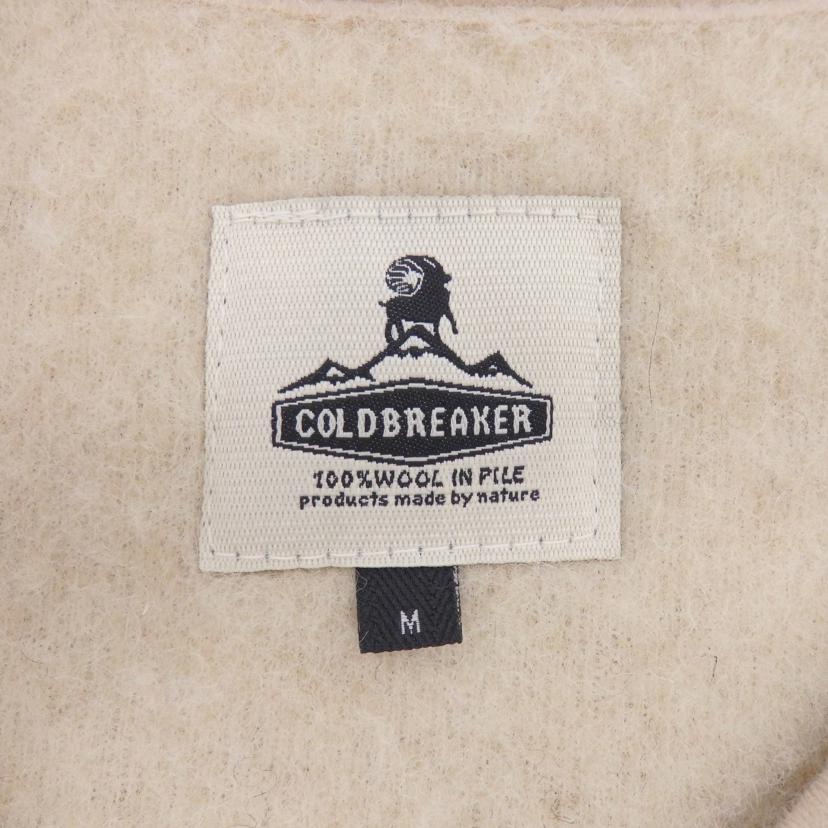 COLDBREAKER
100%WOOL IN PILE
products made by nature
M